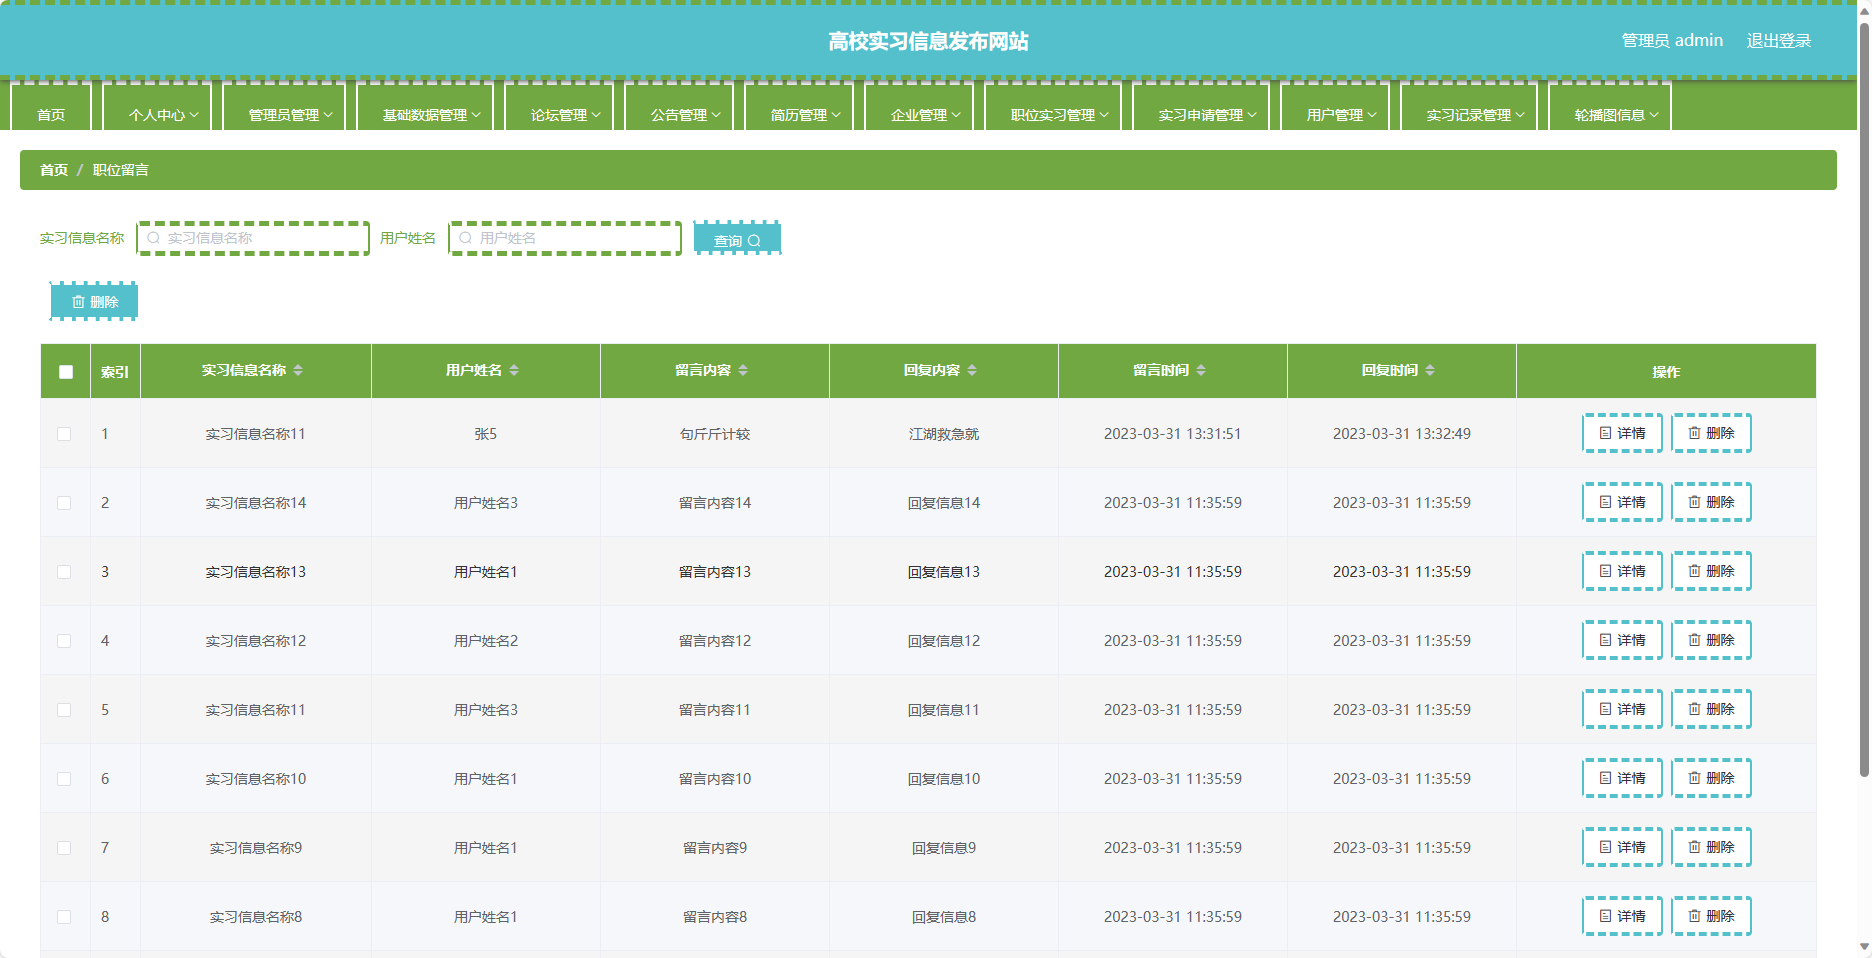 高校实习信息发布网站
管理员 admin 退出登录
首页 个人中心 管理员管理 基础数据管理 论坛管理 公告管理 简历管理 企业管理 职位实习管理 实习申请管理 用户管理 实习记录管理 轮播图信息
首页 / 职位留言
实习信息名称 实习信息名称 用户姓名 用户姓名 查询
删除
索引 实习信息名称 用户姓名 留言内容 回复内容 留言时间 回复时间 操作
1 实习信息名称11 张5 句斤斤计较 江湖救急就 2023-03-31 13:31:51 2023-03-31 13:32:49 详情 删除
2 实习信息名称14 用户姓名3 留言内容14 回复信息14 2023-03-31 11:35:59 2023-03-31 11:35:59 详情 删除
3 实习信息名称13 用户姓名1 留言内容13 回复信息13 2023-03-31 11:35:59 2023-03-31 11:35:59 详情 删除
4 实习信息名称12 用户姓名2 留言内容12 回复信息12 2023-03-31 11:35:59 2023-03-31 11:35:59 详情 删除
5 实习信息名称11 用户姓名3 留言内容11 回复信息11 2023-03-31 11:35:59 2023-03-31 11:35:59 详情 删除
6 实习信息名称10 用户姓名1 留言内容10 回复信息10 2023-03-31 11:35:59 2023-03-31 11:35:59 详情 删除
7 实习信息名称9 用户姓名1 留言内容9 回复信息9 2023-03-31 11:35:59 2023-03-31 11:35:59 详情 删除
8 实习信息名称8 用户姓名1 留言内容8 回复信息8 2023-03-31 11:35:59 2023-03-31 11:35:59 详情 删除